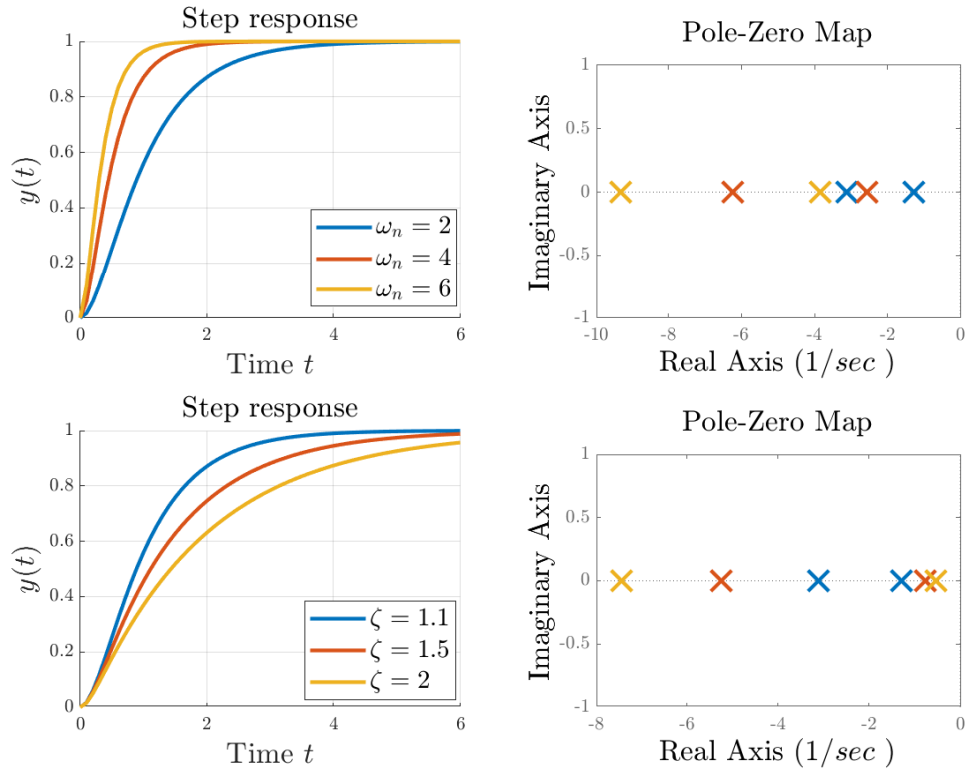 Step response
1
0.8
0.6
0.4
0.2
0
y(t)
ωₙ = 2
ωₙ = 4
ωₙ = 6
0 2 4 6
Time t
Pole-Zero Map
1
0.5
0
-0.5
-1
Imaginary Axis
-10 -8 -6 -4 -2 0
Real Axis (1/sec )
Step response
1
0.8
0.6
0.4
0.2
0
y(t)
ζ = 1.1
ζ = 1.5
ζ = 2
0 2 4 6
Time t
Pole-Zero Map
1
0.5
0
-0.5
-1
Imaginary Axis
-8 -6 -4 -2 0
Real Axis (1/sec )